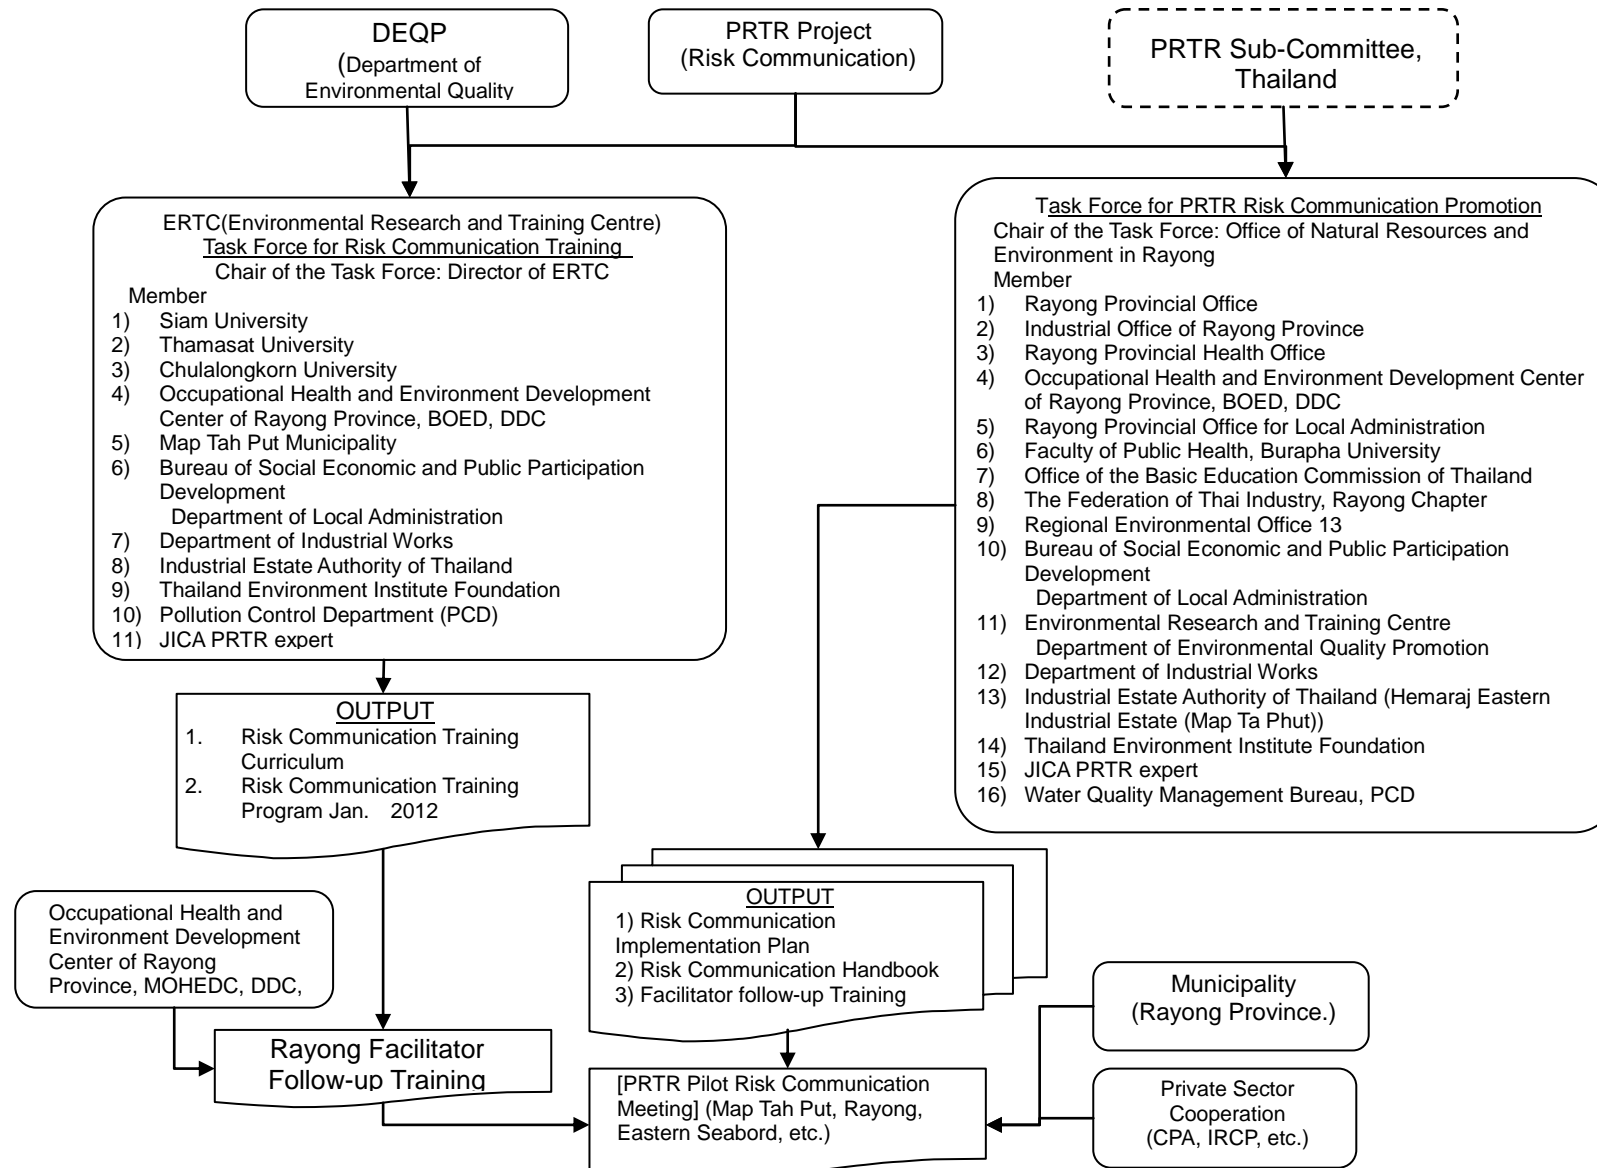 DEQP
(Department of
Environmental Quality
PRTR Project
(Risk Communication)
PRTR Sub-Committee,
Thailand
ERTC(Environmental Research and Training Centre)
Task Force for Risk Communication Training
Chair of the Task Force: Director of ERTC
Member
1) Siam University
2) Thamasat University
3) Chulalongkorn University
4) Occupational Health and Environment Development
Center of Rayong Province, BOED, DDC
5) Map Tah Put Municipality
6) Bureau of Social Economic and Public Participation
Development
Department of Local Administration
7) Department of Industrial Works
8) Industrial Estate Authority of Thailand
9) Thailand Environment Institute Foundation
10) Pollution Control Department (PCD)
11) JICA PRTR expert
Task Force for PRTR Risk Communication Promotion
Chair of the Task Force: Office of Natural Resources and
Environment in Rayong
Member
1) Rayong Provincial Office
2) Industrial Office of Rayong Province
3) Rayong Provincial Health Office
4) Occupational Health and Environment Development Center
of Rayong Province, BOED, DDC
5) Rayong Provincial Office for Local Administration
6) Faculty of Public Health, Burapha University
7) Office of the Basic Education Commission of Thailand
8) The Federation of Thai Industry, Rayong Chapter
9) Regional Environmental Office 13
10) Bureau of Social Economic and Public Participation
Development
Department of Local Administration
11) Environmental Research and Training Centre
Department of Environmental Quality Promotion
12) Department of Industrial Works
13) Industrial Estate Authority of Thailand (Hemaraj Eastern
Industrial Estate (Map Ta Phut))
14) Thailand Environment Institute Foundation
15) JICA PRTR expert
16) Water Quality Management Bureau, PCD
OUTPUT
1. Risk Communication Training
Curriculum
2. Risk Communication Training
Program Jan. 2012
OUTPUT
1) Risk Communication
Implementation Plan
2) Risk Communication Handbook
3) Facilitator follow-up Training
Occupational Health and
Environment Development
Center of Rayong
Province, MOHEDC, DDC,
Rayong Facilitator
Follow-up Training
[PRTR Pilot Risk Communication
Meeting] (Map Tah Put, Rayong,
Eastern Seabord, etc.)
Municipality
(Rayong Province.)
Private Sector
Cooperation
(CPA, IRCP, etc.)